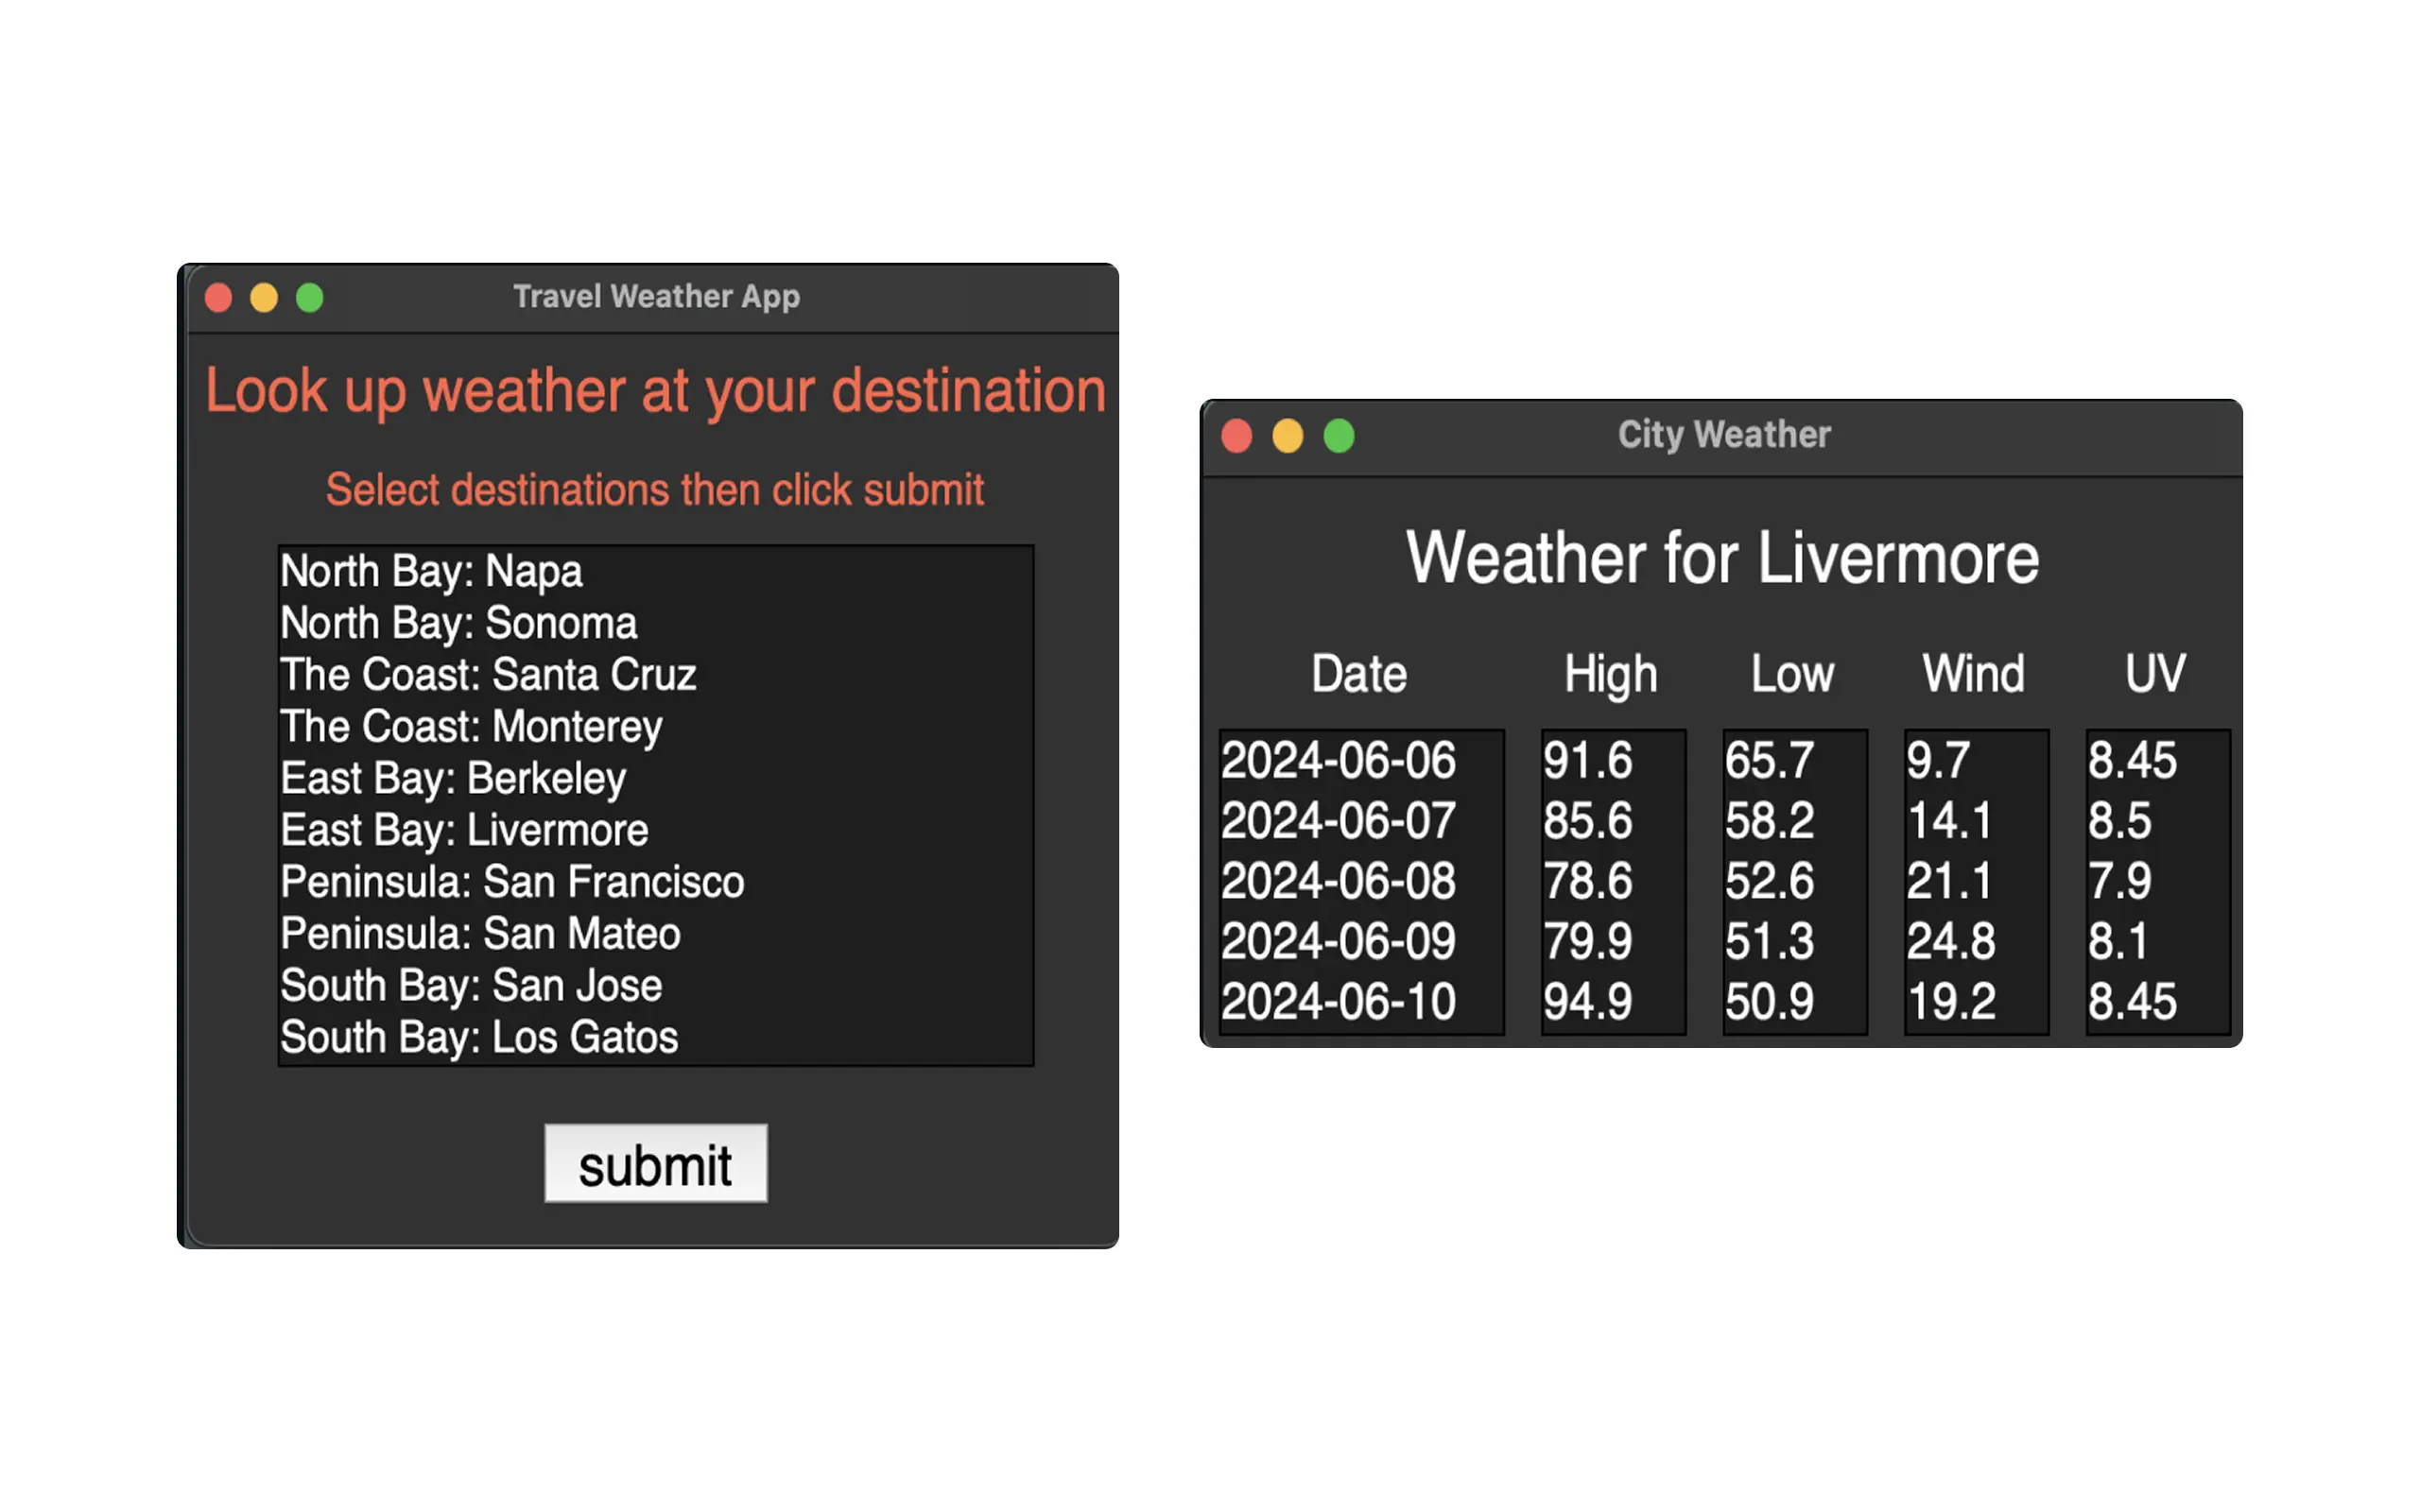 Travel Weather App
Look up weather at your destination
Select destinations then click submit
North Bay: Napa
North Bay: Sonoma
The Coast: Santa Cruz
The Coast: Monterey
East Bay: Berkeley
East Bay: Livermore
Peninsula: San Francisco
Peninsula: San Mateo
South Bay: San Jose
South Bay: Los Gatos
submit
City Weather
Weather for Livermore
Date High Low Wind UV
2024-06-06 91.6 65.7 9.7 8.45
2024-06-07 85.6 58.2 14.1 8.5
2024-06-08 78.6 52.6 21.1 7.9
2024-06-09 79.9 51.3 24.8 8.1
2024-06-10 94.9 50.9 19.2 8.45